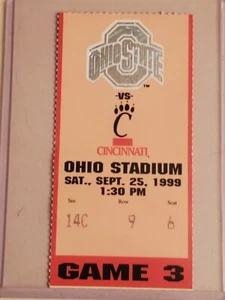 OHIO STATE
TM
-VS-
C
CINCINNATI
OHIO STADIUM
SAT., SEPT. 25, 1999
1:30 PM
Sec Row Seat
14C 9 6
GAME 3